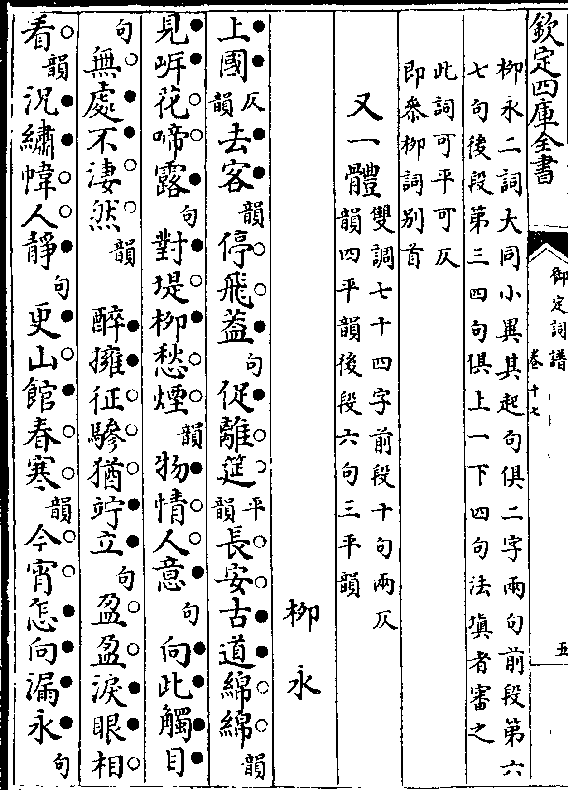 欽定四庫全書
御定詞譜
卷十七
五
柳永二詞大同小異其起句俱二字兩句前段第六
七句後段第三四句俱上一下四句法填者審之
此詞可平可仄
即叅柳詞別首
又一體
雙調七十四字前段十句兩仄
韻四平韻後段六句三平韻
柳永
上國仄韻去客韻停飛葢句促離筵平韻長安古道綿綿韻
見岍花啼露句對堤柳愁煙韻物情人意句向此觸目
句無處不淒然韻 醉擁征驂猶竚立句盈盈淚眼相
看韻況繡幃人靜句更山館春寒韻今宵怎向漏永句